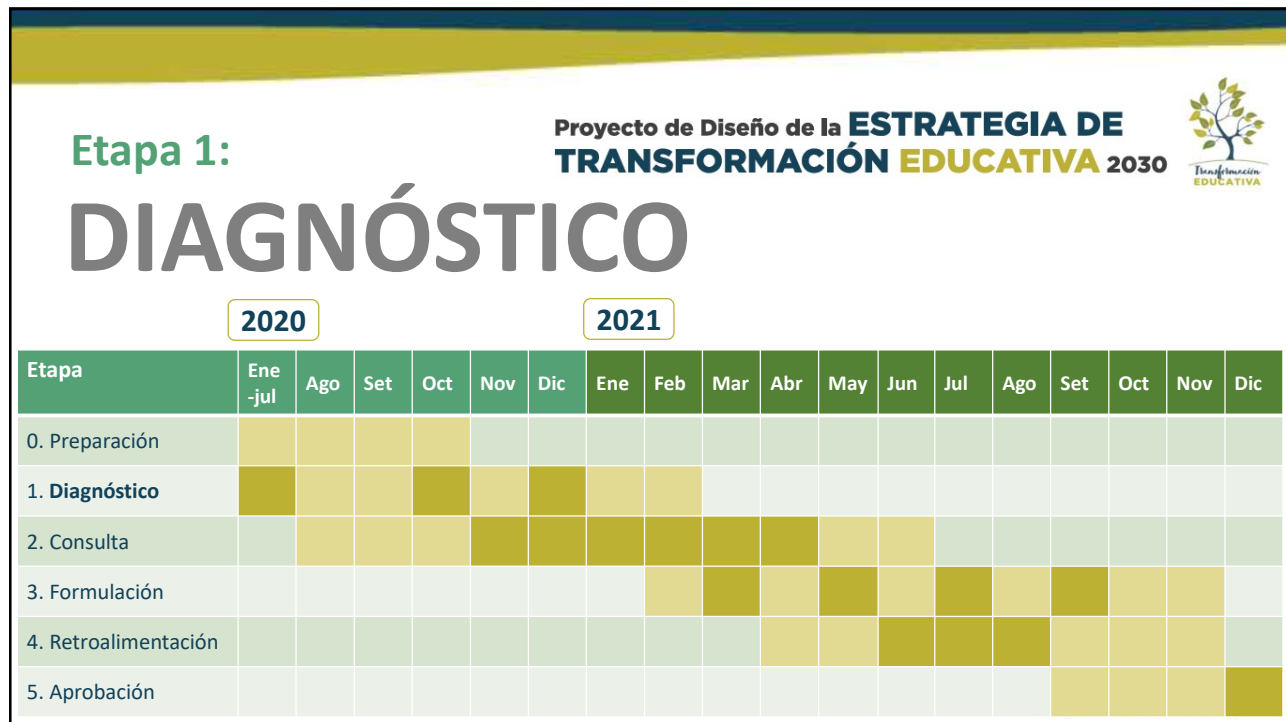 Etapa 1:
DIAGNÓSTICO
Proyecto de Diseño de la ESTRATEGIA DE
TRANSFORMACIÓN EDUCATIVA 2030
Transformación
EDUCATIVA
2020 2021
Etapa Ene -jul Ago Set Oct Nov Dic Ene Feb Mar Abr May Jun Jul Ago Set Oct Nov Dic
0. Preparación
1. Diagnóstico
2. Consulta
3. Formulación
4. Retroalimentación
5. Aprobación